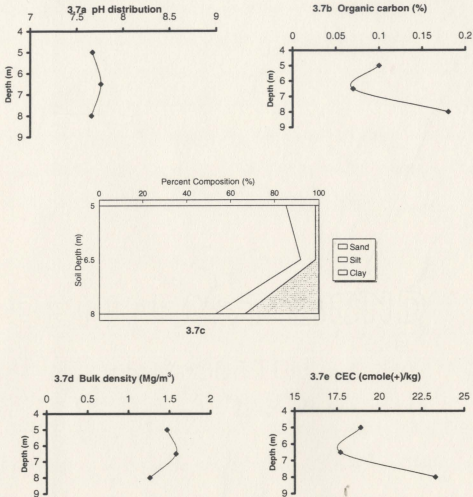 3.7a pH distribution
7 7.5 8 8.5 9
Depth (m)
4
5
6
7
8
9
3.7b Organic carbon (%)
0 0.05 0.1 0.15 0.2
Depth (m)
4
5
6
7
8
9
Percent Composition (%)
0 20 40 60 80 100
Soil Depth (m)
5
6.5
8
Sand
Silt
Clay
3.7c
3.7d Bulk density (Mg/m³)
0 0.5 1 1.5 2
Depth (m)
4
5
6
7
8
9
3.7e CEC (cmole(+)/kg)
15 17.5 20 22.5 25
Depth (m)
4
5
6
7
8
9